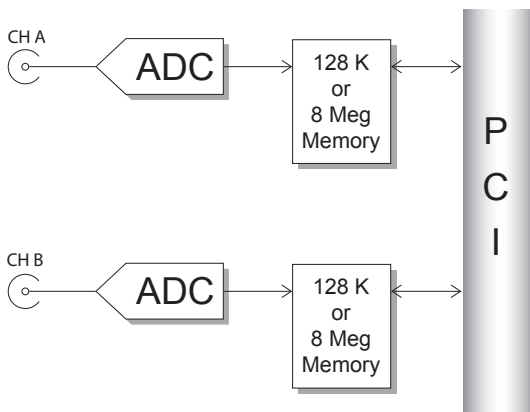 CH A
ADC
128 K
or
8 Meg
Memory
P
C
I
CH B
ADC
128 K
or
8 Meg
Memory